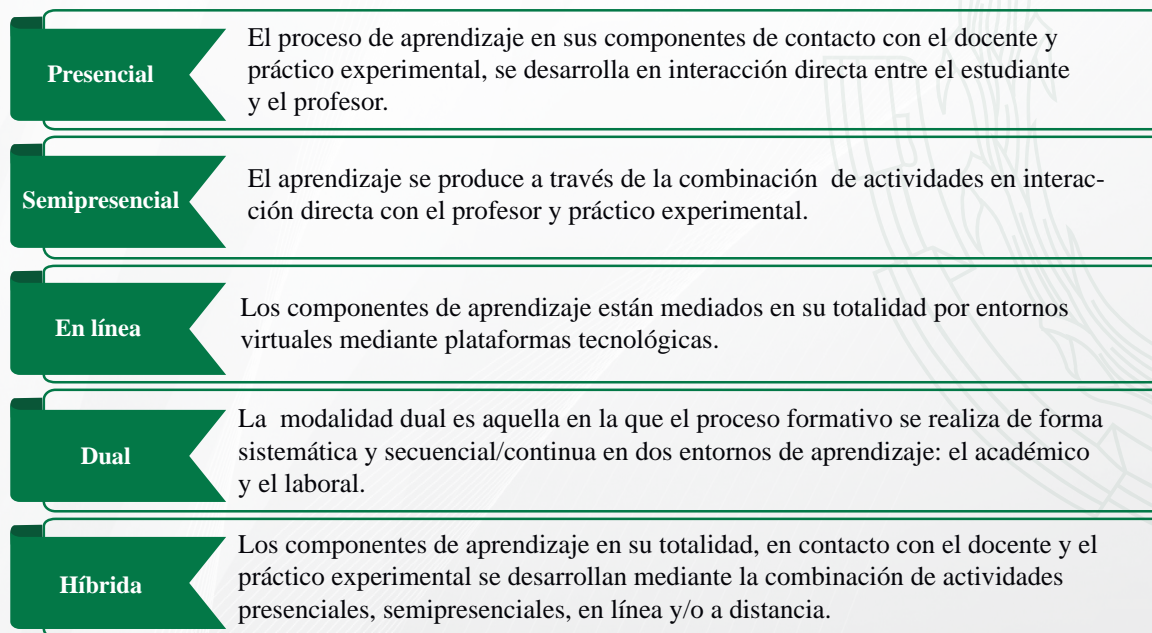 Presencial
El proceso de aprendizaje en sus componentes de contacto con el docente y
práctico experimental, se desarrolla en interacción directa entre el estudiante
y el profesor.
Semipresencial
El aprendizaje se produce a través de la combinación  de actividades en interac-
ción directa con el profesor y práctico experimental.
En línea
Los componentes de aprendizaje están mediados en su totalidad por entornos
virtuales mediante plataformas tecnológicas.
Dual
La  modalidad dual es aquella en la que el proceso formativo se realiza de forma
sistemática y secuencial/continua en dos entornos de aprendizaje: el académico
y el laboral.
Híbrida
Los componentes de aprendizaje en su totalidad, en contacto con el docente y el
práctico experimental se desarrollan mediante la combinación de actividades
presenciales, semipresenciales, en línea y/o a distancia.